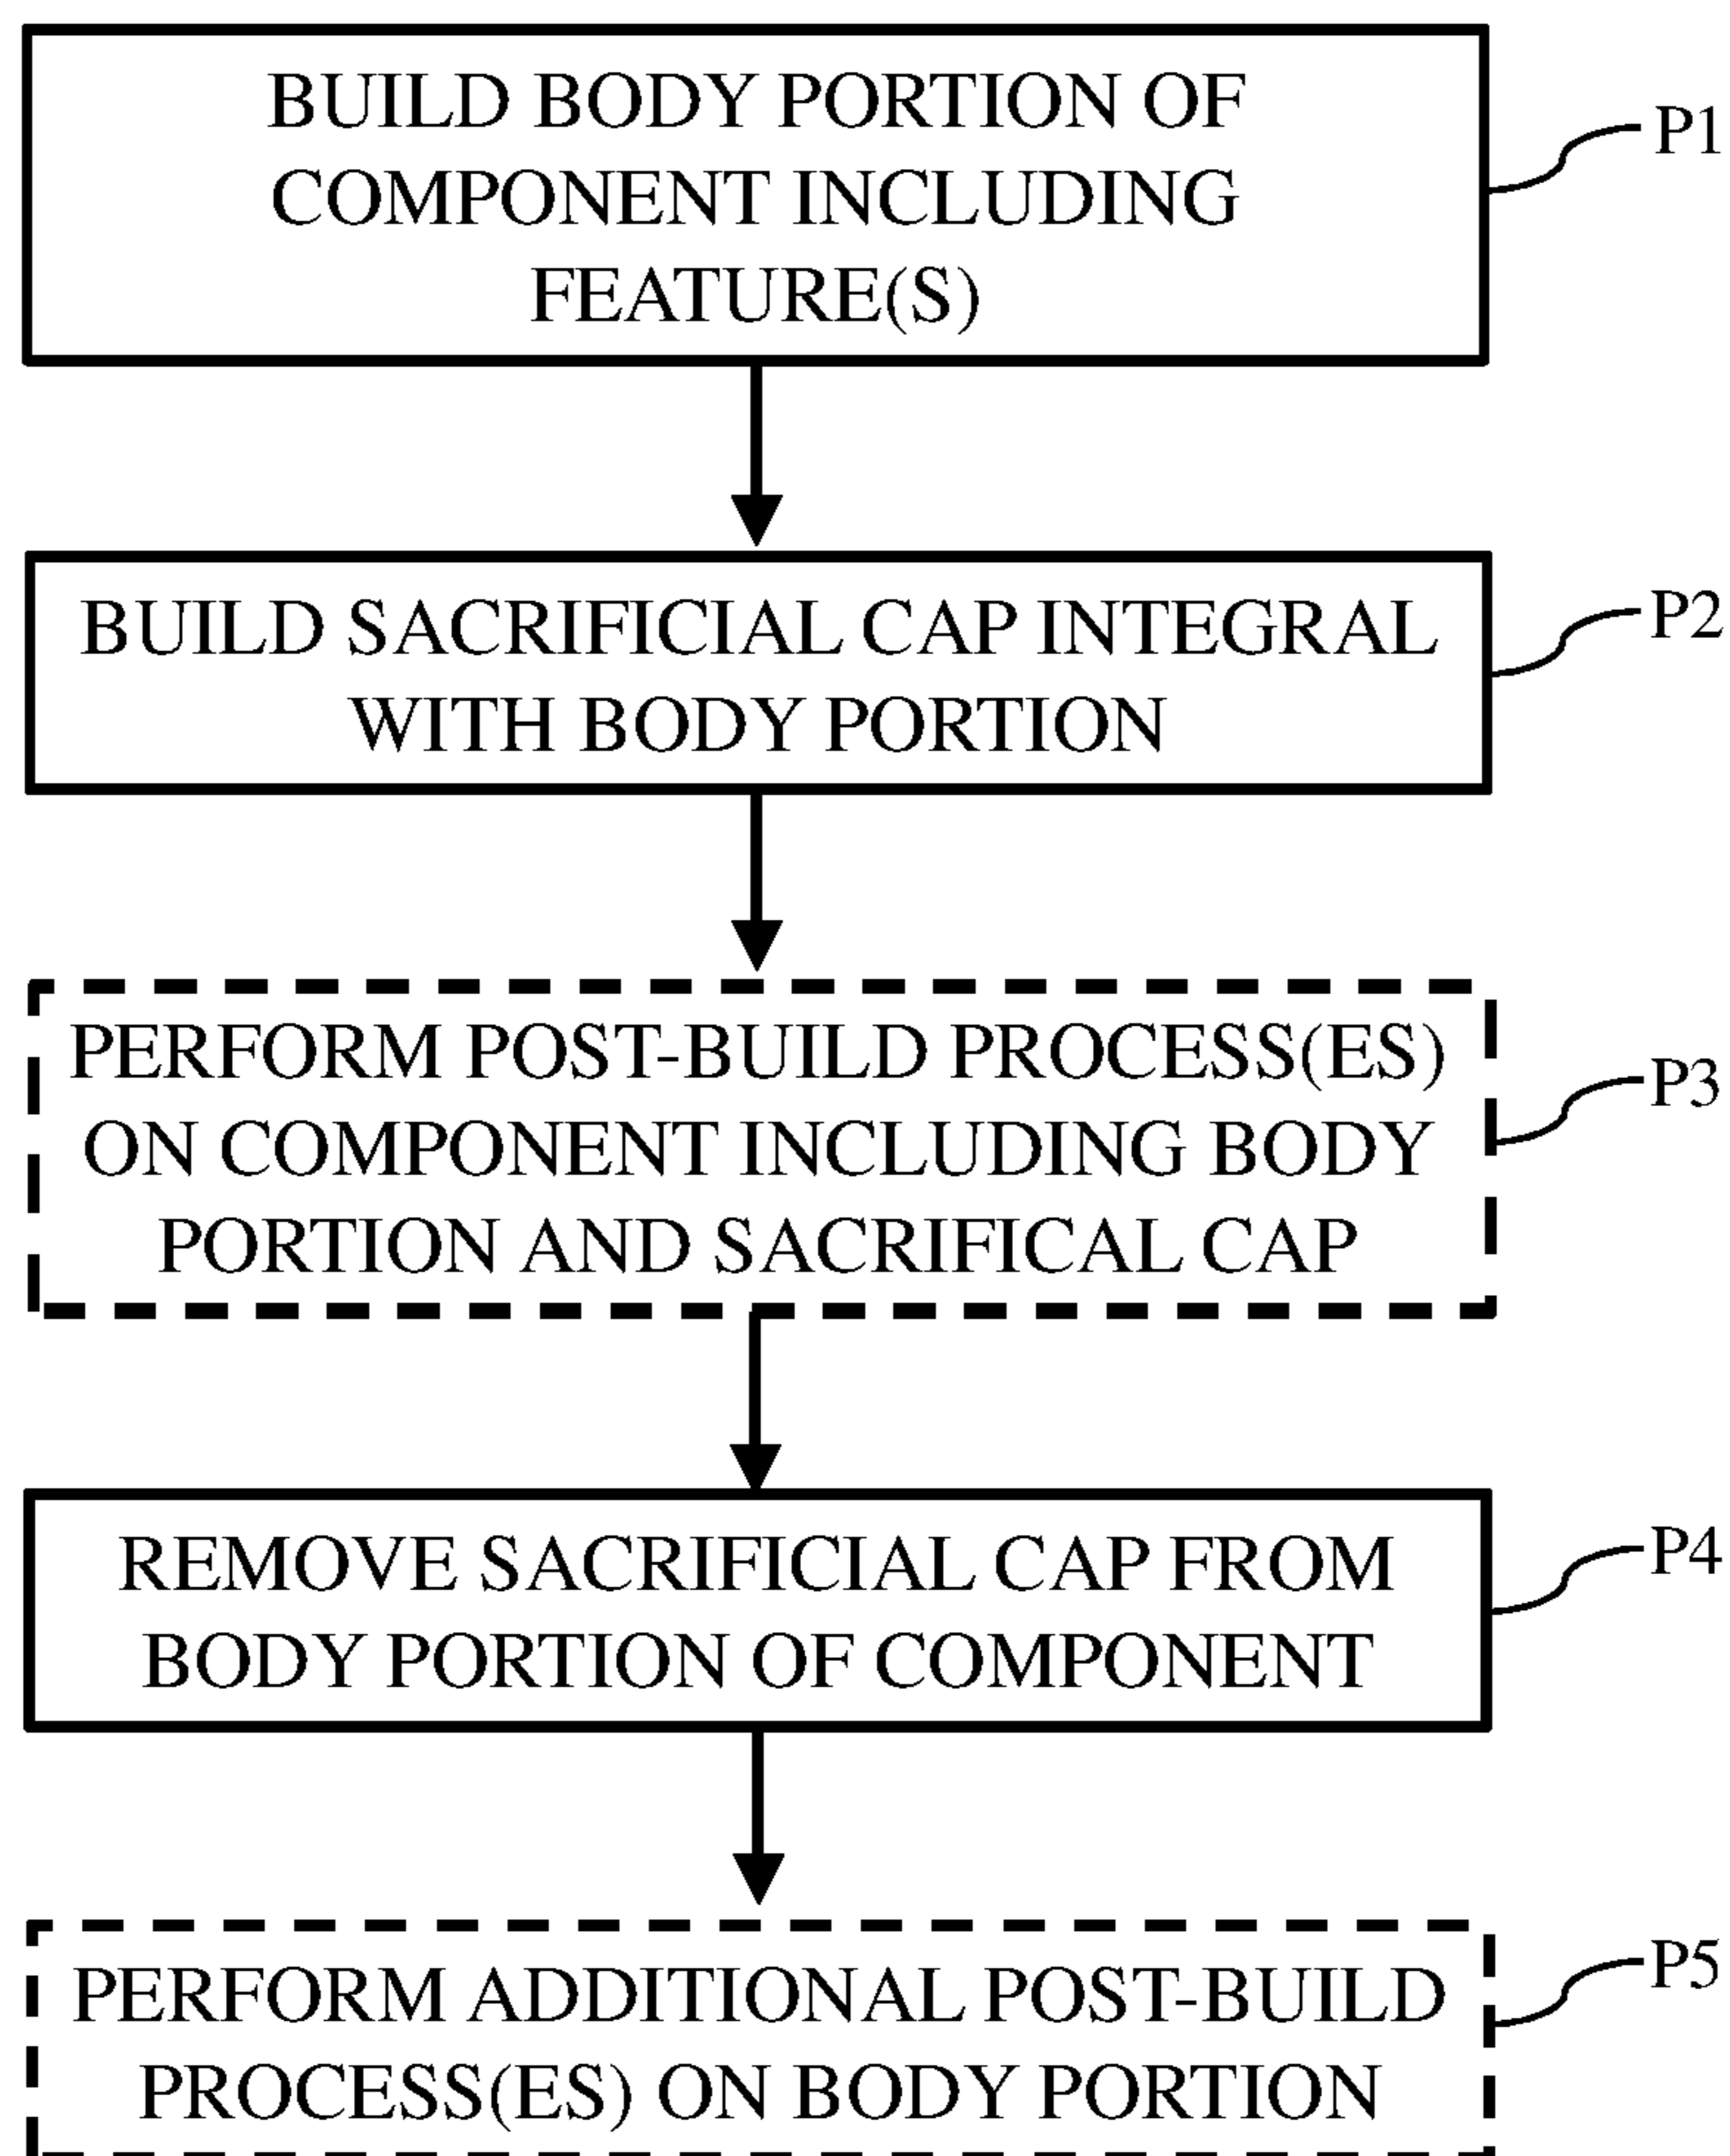 BUILD BODY PORTION OF
COMPONENT INCLUDING
FEATURE(S)
P1
BUILD SACRIFICIAL CAP INTEGRAL
WITH BODY PORTION
P2
PERFORM POST-BUILD PROCESS(ES)
ON COMPONENT INCLUDING BODY
PORTION AND SACRIFICAL CAP
P3
REMOVE SACRIFICIAL CAP FROM
BODY PORTION OF COMPONENT
P4
PERFORM ADDITIONAL POST-BUILD
PROCESS(ES) ON BODY PORTION
P5